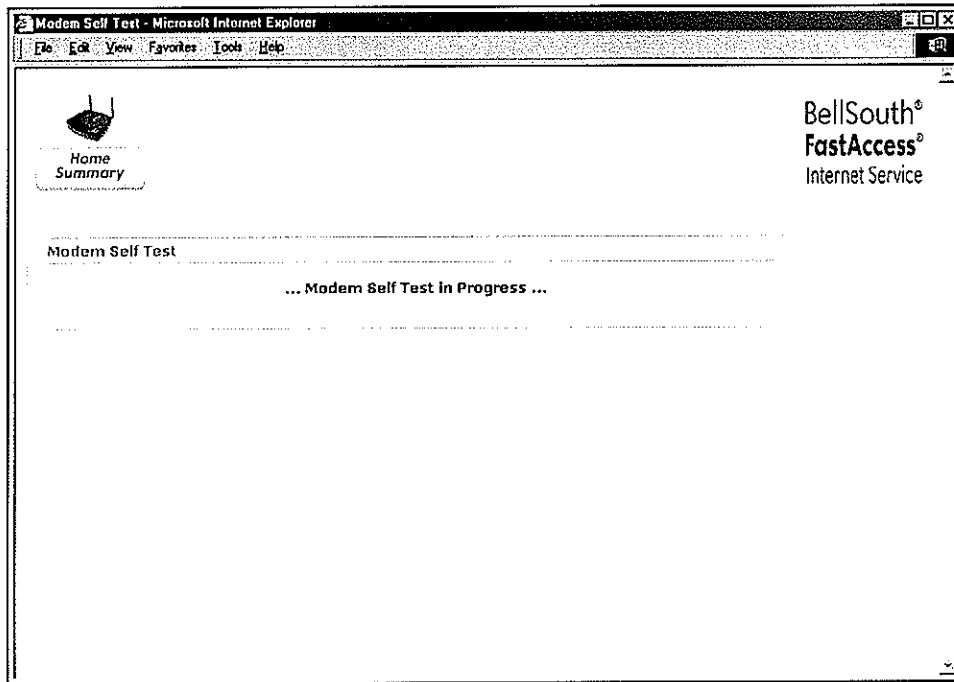 Modem Self Test - Microsoft Internet Explorer
File Edit View Favorites Tools Help
Home
Summary
BellSouth®
FastAccess®
Internet Service
Modem Self Test
... Modem Self Test in Progress ...